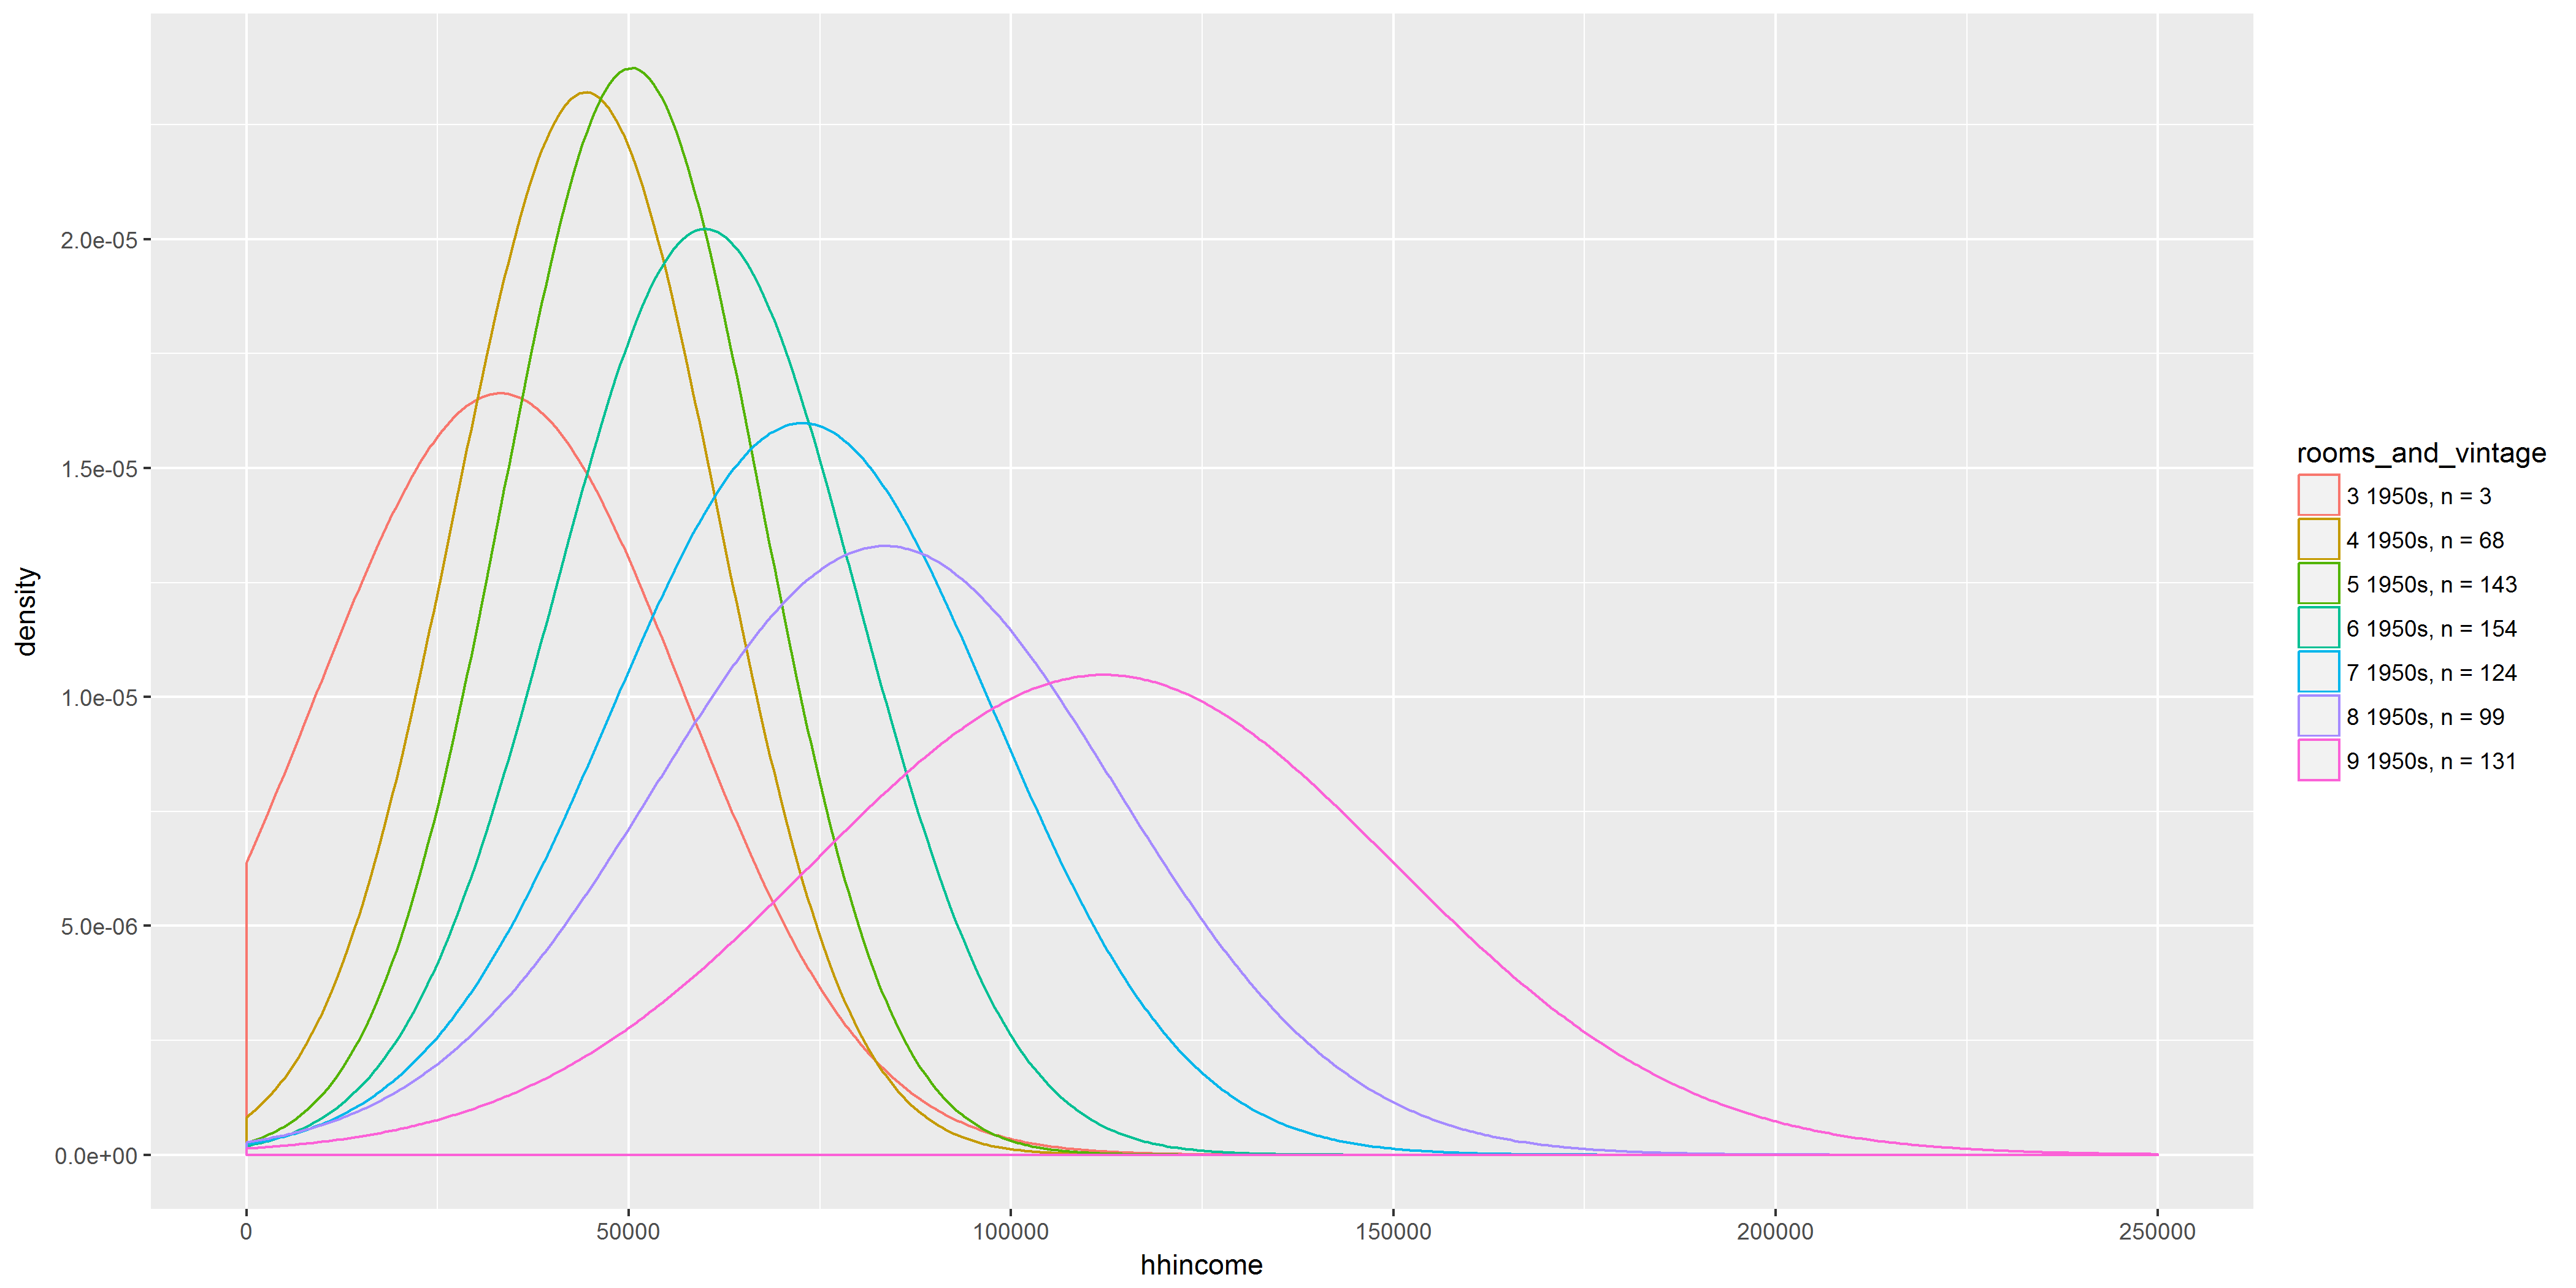 density
2.0e-05
1.5e-05
1.0e-05
5.0e-06
0.0e+00
0
50000
100000
150000
200000
250000
hhincome
rooms_and_vintage
3 1950s, n = 3
4 1950s, n = 68
5 1950s, n = 143
6 1950s, n = 154
7 1950s, n = 124
8 1950s, n = 99
9 1950s, n = 131